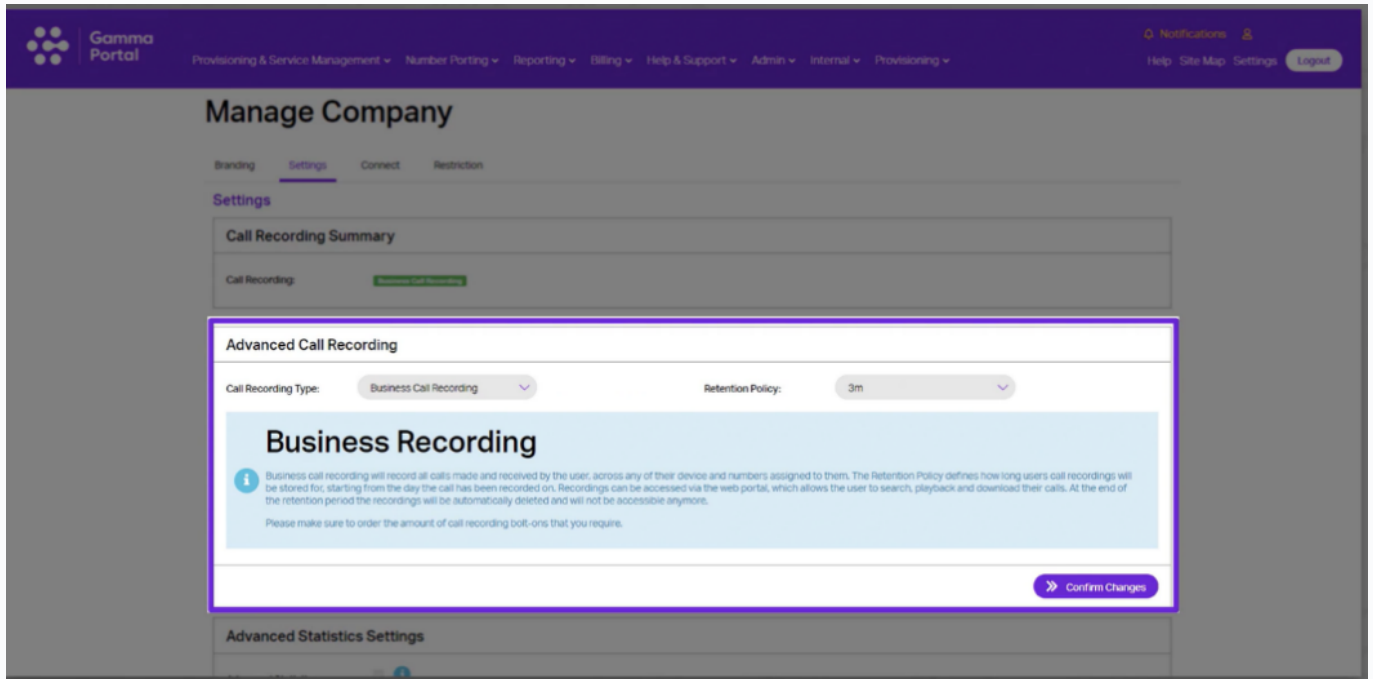 Gamma
Portal
Notifications
Provisioning & Service Management Number Porting Reporting Billing Help & Support Admin Internal Provisioning
Help Site Map Settings Logout
Manage Company
Branding Settings Connect Restriction
Settings
Call Recording Summary
Call Recording: Business Call Recording
Advanced Call Recording
Call Recording Type: Business Call Recording Retention Policy: 3m
Business Recording
Business call recording will record all calls made and received by the user, across any of their device and numbers assigned to them. The Retention Policy defines how long users call recordings will
be stored for, starting from the day the call has been recorded on. Recordings can be accessed via the web portal, which allows the user to search, playback and download their calls. At the end of
the retention period the recordings will be automatically deleted and will not be accessible anymore.
Please make sure to order the amount of call recording bolt-ons that you require.
Confirm Changes
Advanced Statistics Settings